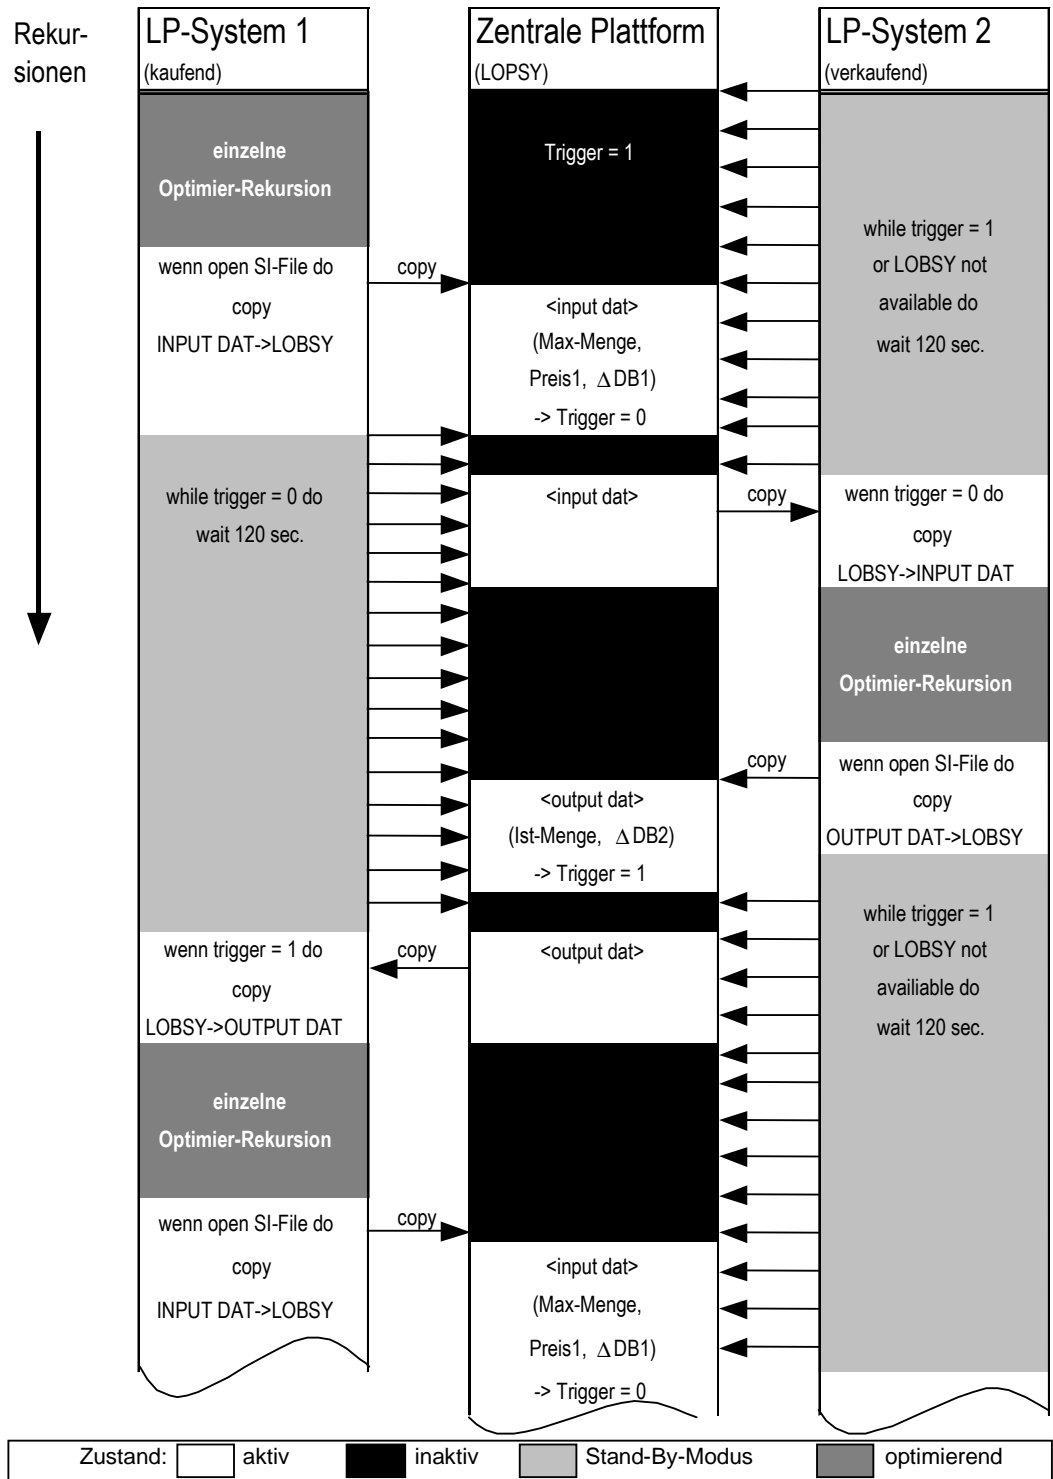 Rekur-
sionen
LP-System 1
(kaufend)
Zentrale Plattform
(LOPSY)
LP-System 2
(verkaufend)
einzelne
Optimier-Rekursion
Trigger = 1
while trigger = 1
or LOBSY not
available do
wait 120 sec.
wenn open SI-File do
copy
INPUT DAT->LOBSY
copy
<input dat>
(Max-Menge,
Preis1, ΔDB1)
-> Trigger = 0
while trigger = 0 do
wait 120 sec.
<input dat>
copy
wenn trigger = 0 do
copy
LOBSY->INPUT DAT
einzelne
Optimier-Rekursion
copy
wenn open SI-File do
copy
OUTPUT DAT->LOBSY
<output dat>
(Ist-Menge, ΔDB2)
-> Trigger = 1
while trigger = 1
or LOBSY not
availiable do
wait 120 sec.
wenn trigger = 1 do
copy
LOBSY->OUTPUT DAT
copy
<output dat>
einzelne
Optimier-Rekursion
wenn open SI-File do
copy
INPUT DAT->LOBSY
copy
<input dat>
(Max-Menge,
Preis1, ΔDB1)
-> Trigger = 0
Zustand: aktiv inaktiv Stand-By-Modus optimierend